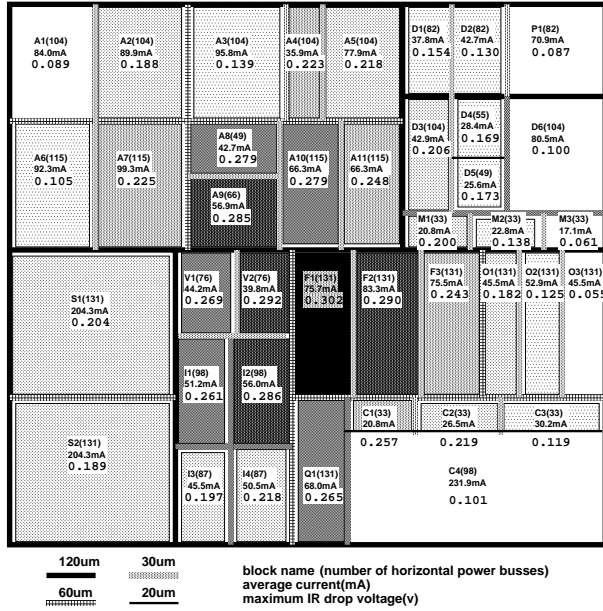 A1(104)
84.0mA
0.089
A2(104)
89.9mA
0.188
A3(104)
95.8mA
0.139
A4(104)
35.9mA
0.223
A5(104)
77.9mA
0.218
D1(82)
37.8mA
0.154
D2(82)
42.7mA
0.130
P1(82)
70.9mA
0.087
A6(115)
92.3mA
0.105
A7(115)
99.3mA
0.225
A8(49)
42.7mA
0.279
A9(66)
56.9mA
0.285
A10(115)
66.3mA
0.279
A11(115)
66.3mA
0.248
D3(104)
42.9mA
0.206
D4(55)
28.4mA
0.169
D5(49)
25.6mA
0.173
D6(104)
80.5mA
0.100
M1(33)
20.8mA
0.200
M2(33)
22.8mA
0.138
M3(33)
17.1mA
0.061
S1(131)
204.3mA
0.204
V1(76)
44.2mA
0.269
V2(76)
39.8mA
0.292
F1(131)
75.7mA
0.302
F2(131)
83.3mA
0.290
F3(131)
75.5mA
0.243
O1(131)
45.5mA
0.182
O2(131)
52.9mA
0.125
O3(131)
45.5mA
0.055
I1(98)
51.2mA
0.261
I2(98)
56.0mA
0.286
S2(131)
204.3mA
0.189
I3(87)
45.5mA
0.197
I4(87)
50.5mA
0.218
Q1(131)
68.0mA
0.265
C1(33)
20.8mA
0.257
C2(33)
26.5mA
0.219
C3(33)
30.2mA
0.119
C4(98)
231.9mA
0.101
120um
30um
60um
20um
block name (number of horizontal power busses)
average current(mA)
maximum IR drop voltage(v)